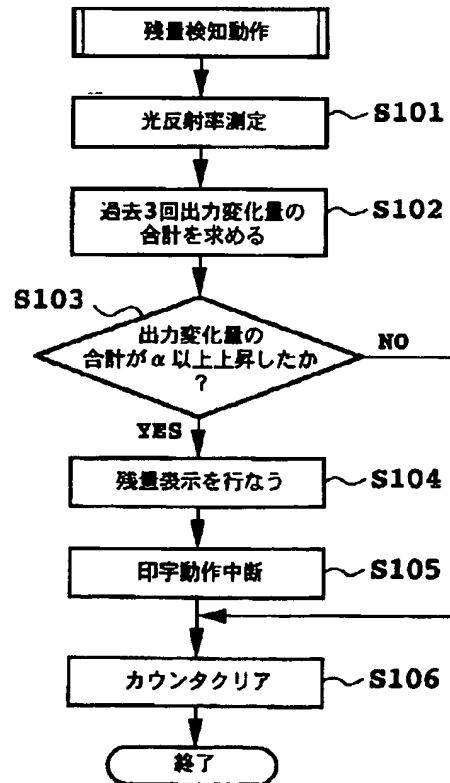 残量検知動作
光反射率測定
S101
過去3回出力変化量の
合計を求める
S102
S103
出力変化量の
合計がα以上上昇したか
?
NO
YES
残量表示を行なう
S104
印字動作中断
S105
カウンタクリア
S106
終了